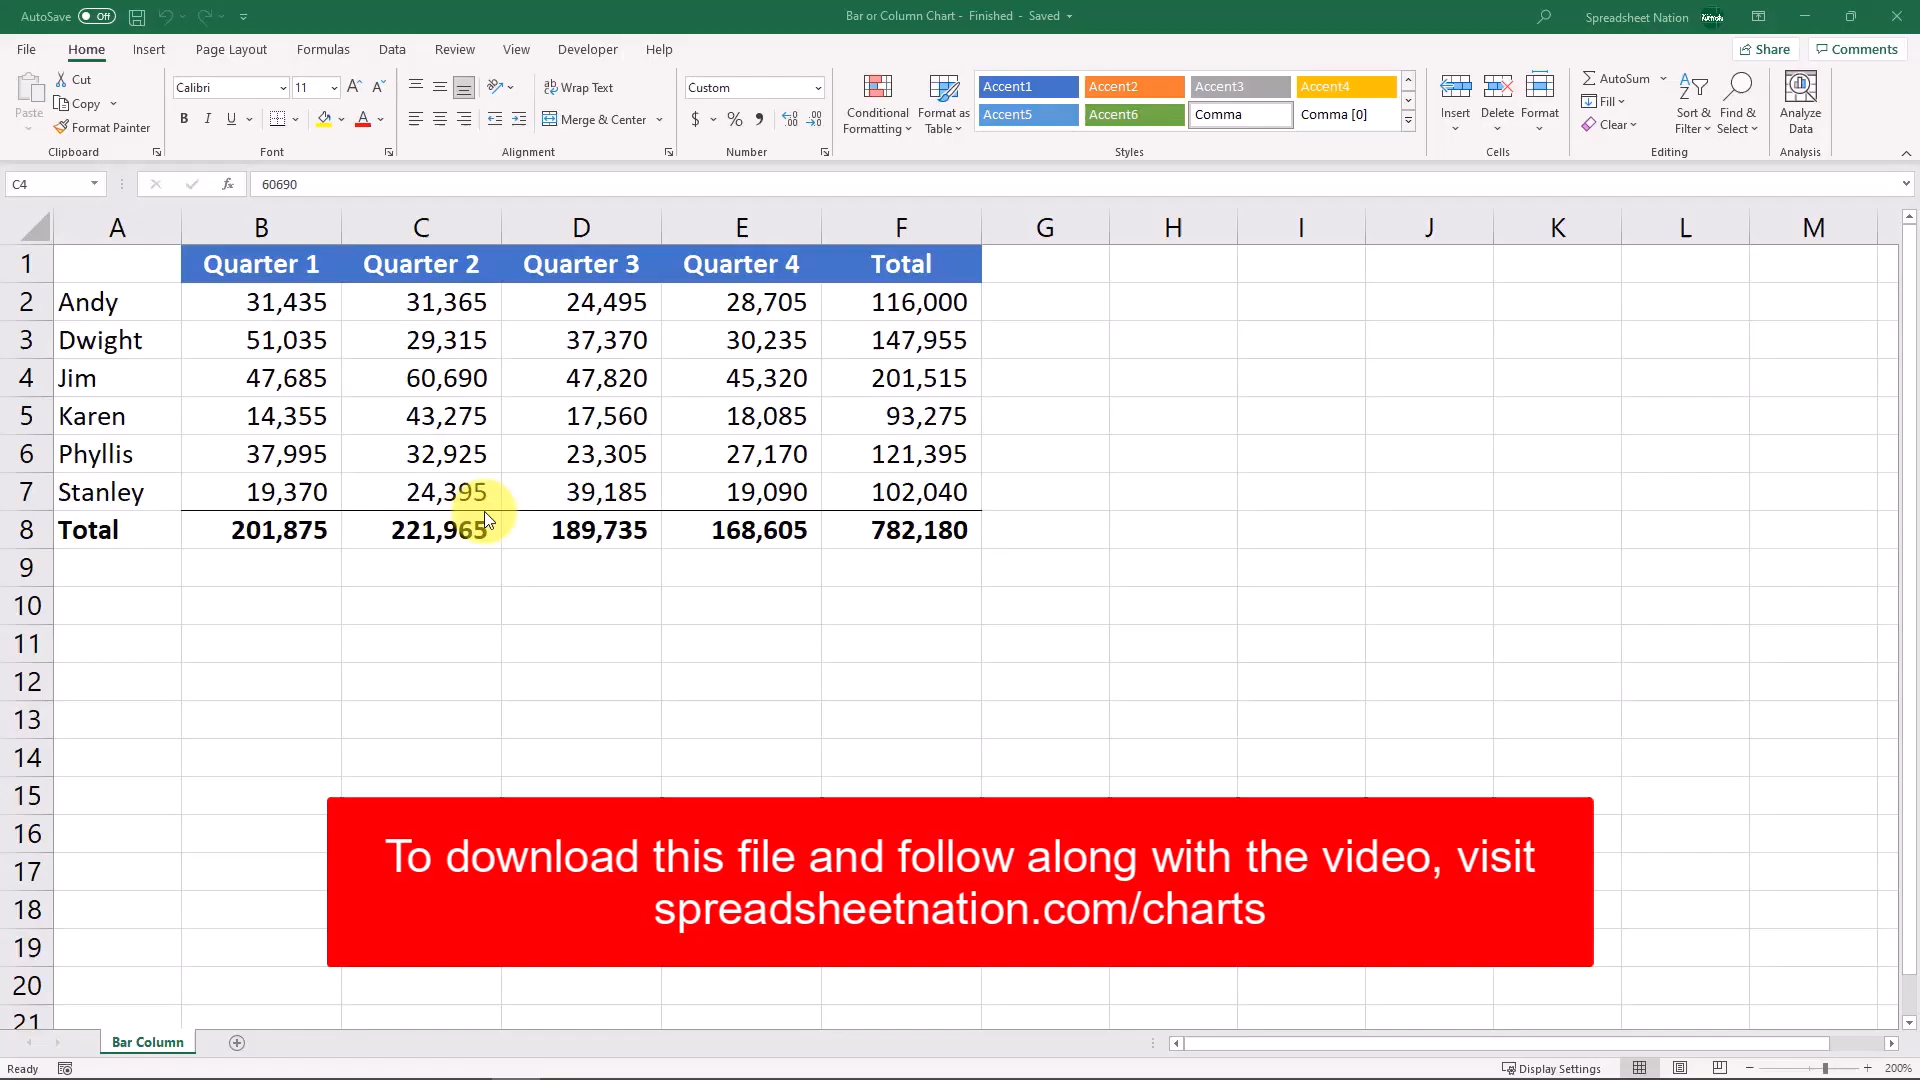 AutoSave Off Bar or Column Chart - Finished - Saved Spreadsheet Nation
File Home Insert Page Layout Formulas Data Review View Developer Help Share Comments
Paste Cut Copy Format Painter Clipboard
Calibri 11 B I U A A A Font
Wrap Text Merge & Center Alignment
Custom $ % Number
Conditional Formatting Format as Table
Accent1 Accent2 Accent3 Accent4
Accent5 Accent6 Comma Comma [0]
Styles
Insert Delete Format Cells
AutoSum Fill Clear Sort & Filter Find & Select Editing
Analyze Data Analysis
C4 fx 60690
A B C D E F G H I J K L M
1 Quarter 1 Quarter 2 Quarter 3 Quarter 4 Total
2 Andy 31,435 31,365 24,495 28,705 116,000
3 Dwight 51,035 29,315 37,370 30,235 147,955
4 Jim 47,685 60,690 47,820 45,320 201,515
5 Karen 14,355 43,275 17,560 18,085 93,275
6 Phyllis 37,995 32,925 23,305 27,170 121,395
7 Stanley 19,370 24,395 39,185 19,090 102,040
8 Total 201,875 221,965 189,735 168,605 782,180
9
10
11
12
13
14
15
16
17
18
19
20
21
To download this file and follow along with the video, visit
spreadsheetnation.com/charts
Bar Column
Ready Display Settings 200%